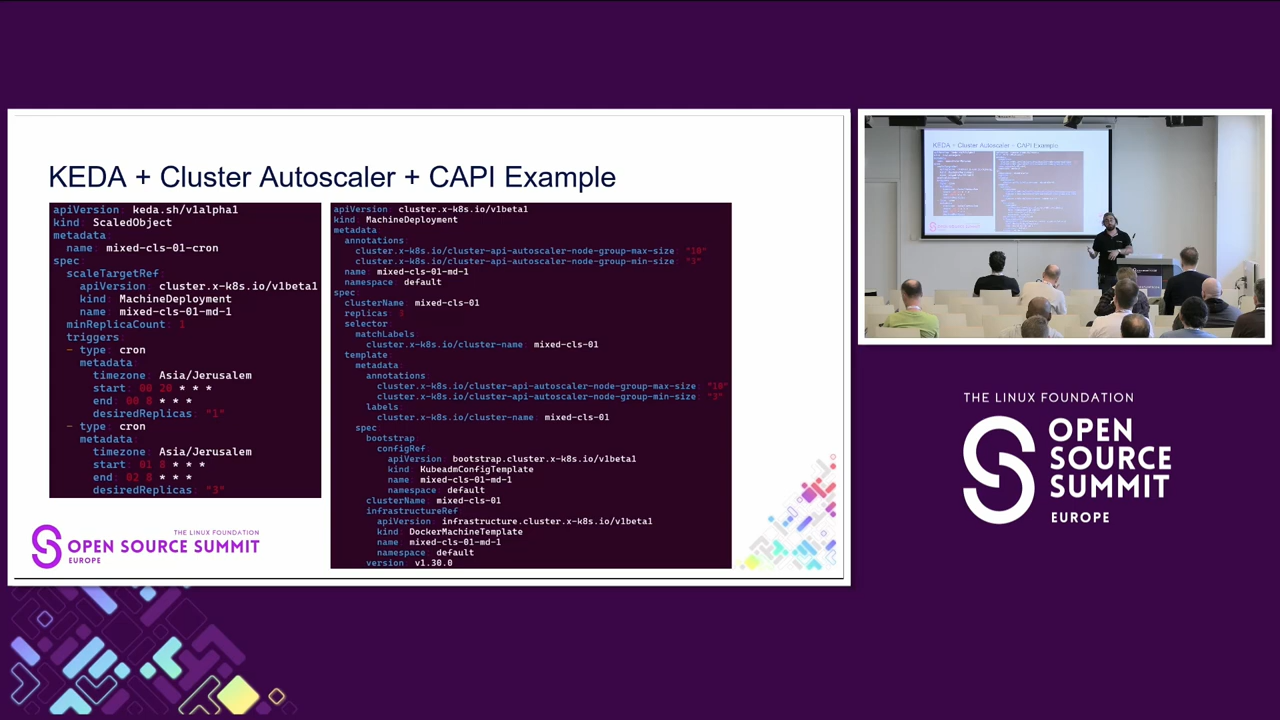 KEDA + Cluster Autoscaler + CAPI Example
apiVersion: keda.sh/v1alpha1
kind: ScaledObject
metadata:
  name: mixed-cls-01-cron
spec:
  scaleTargetRef:
    apiVersion: cluster.x-k8s.io/v1beta1
    kind: MachineDeployment
    name: mixed-cls-01-md-1
  minReplicaCount: 1
  triggers:
  - type: cron
    metadata:
      timezone: Asia/Jerusalem
      start: 00 20 * * *
      end: 00 8 * * *
      desiredReplicas: "1"
  - type: cron
    metadata:
      timezone: Asia/Jerusalem
      start: 01 8 * * *
      end: 02 8 * * *
      desiredReplicas: "3"
apiVersion: cluster.x-k8s.io/v1beta1
kind: MachineDeployment
metadata:
  annotations:
    cluster.x-k8s.io/cluster-api-autoscaler-node-group-max-size: "10"
    cluster.x-k8s.io/cluster-api-autoscaler-node-group-min-size: "3"
  name: mixed-cls-01-md-1
  namespace: default
spec:
  clusterName: mixed-cls-01
  replicas: 3
  selector:
    matchLabels:
      cluster.x-k8s.io/cluster-name: mixed-cls-01
  template:
    metadata:
      annotations:
        cluster.x-k8s.io/cluster-api-autoscaler-node-group-max-size: "10"
        cluster.x-k8s.io/cluster-api-autoscaler-node-group-min-size: "3"
      labels:
        cluster.x-k8s.io/cluster-name: mixed-cls-01
    spec:
      bootstrap:
        configRef:
          apiVersion: bootstrap.cluster.x-k8s.io/v1beta1
          kind: KubeadmConfigTemplate
          name: mixed-cls-01-md-1
          namespace: default
      clusterName: mixed-cls-01
      infrastructureRef:
        apiVersion: infrastructure.cluster.x-k8s.io/v1beta1
        kind: DockerMachineTemplate
        name: mixed-cls-01-md-1
        namespace: default
      version: v1.30.0
THE LINUX FOUNDATION
OPEN SOURCE SUMMIT
EUROPE
KEDA + Cluster Autoscaler + CAPI Example
THE LINUX FOUNDATION
OPEN
SOURCE
SUMMIT
EUROPE